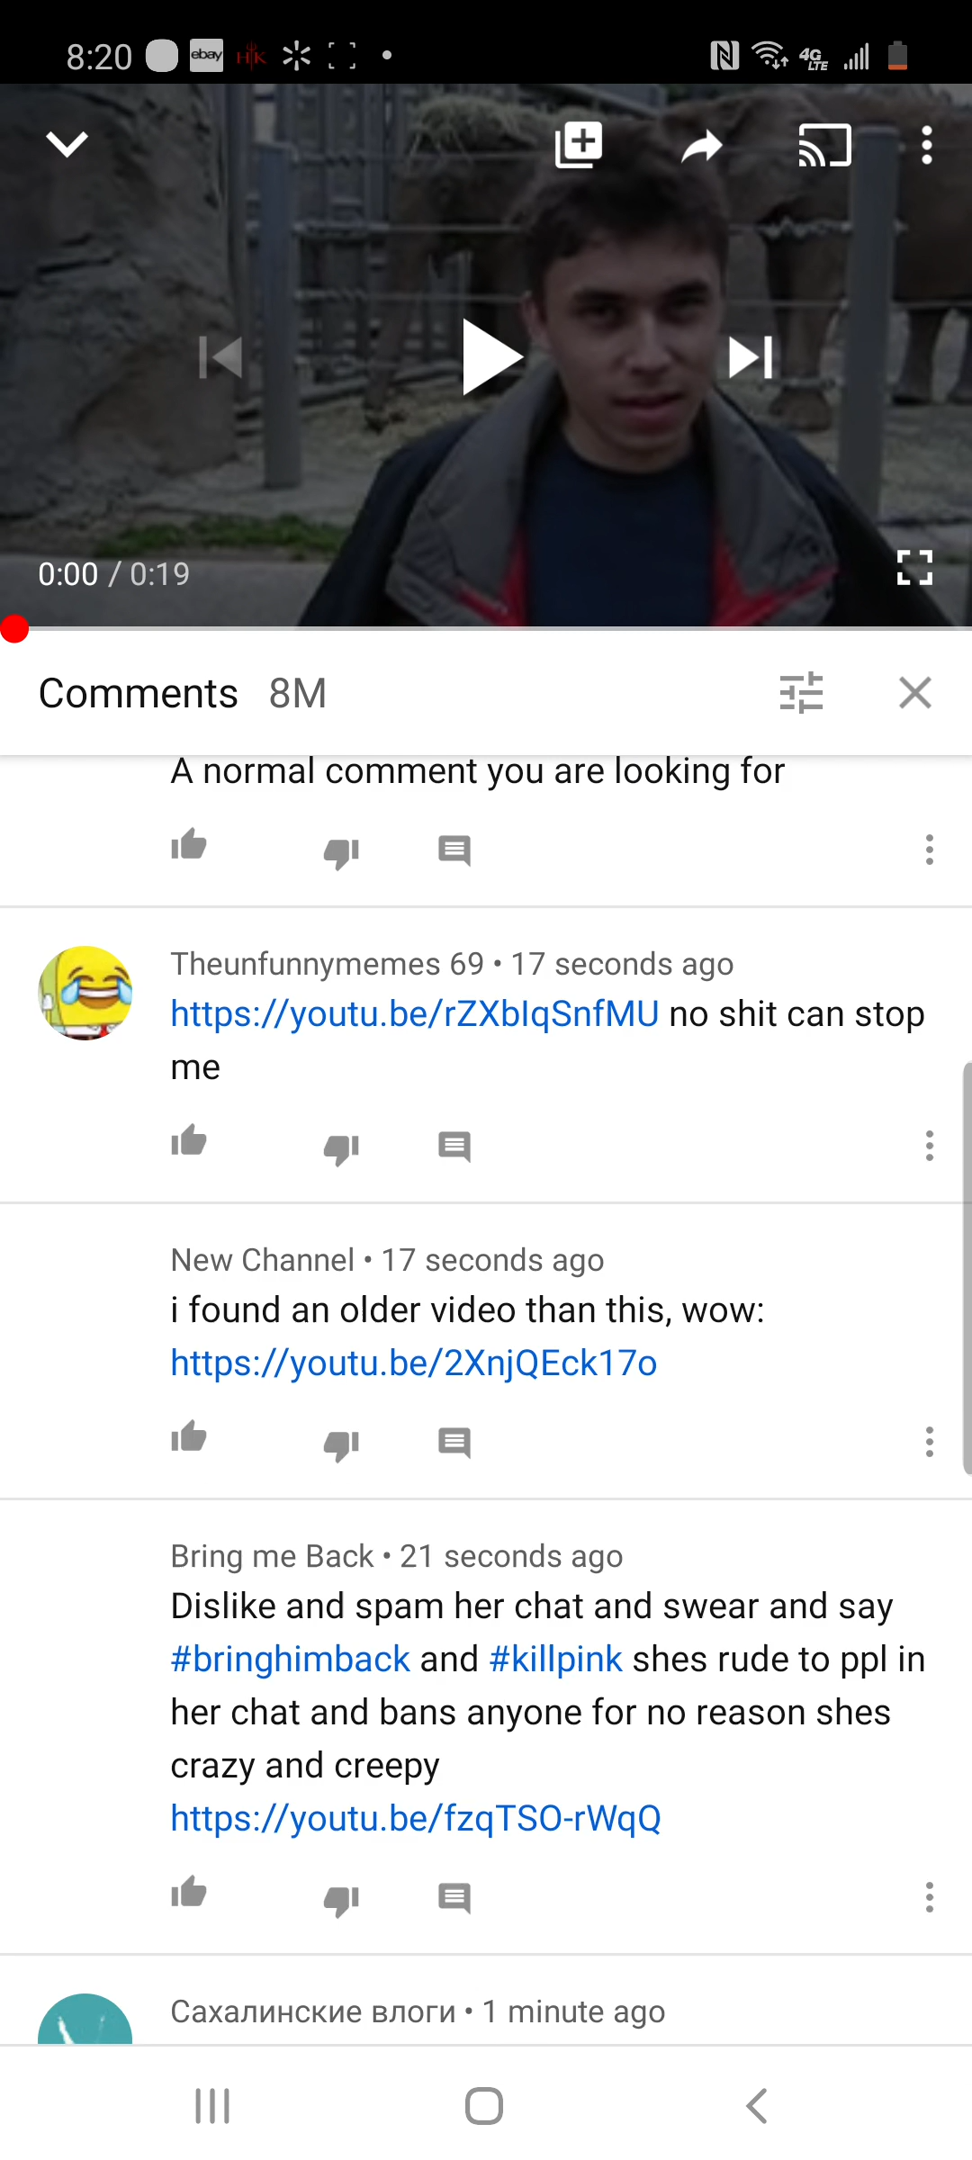 8:20 ebay HK 4G LTE
0:00 / 0:19
Comments 8M
A normal comment you are looking for
Theunfunnymemes 69 • 17 seconds ago
https://youtu.be/rZXbIqSnfMU no shit can stop
me
New Channel • 17 seconds ago
i found an older video than this, wow:
https://youtu.be/2XnjQEck17o
Bring me Back • 21 seconds ago
Dislike and spam her chat and swear and say
#bringhimback and #killpink shes rude to ppl in
her chat and bans anyone for no reason shes
crazy and creepy
https://youtu.be/fzqTSO-rWqQ
Сахалинские влоги • 1 minute ago